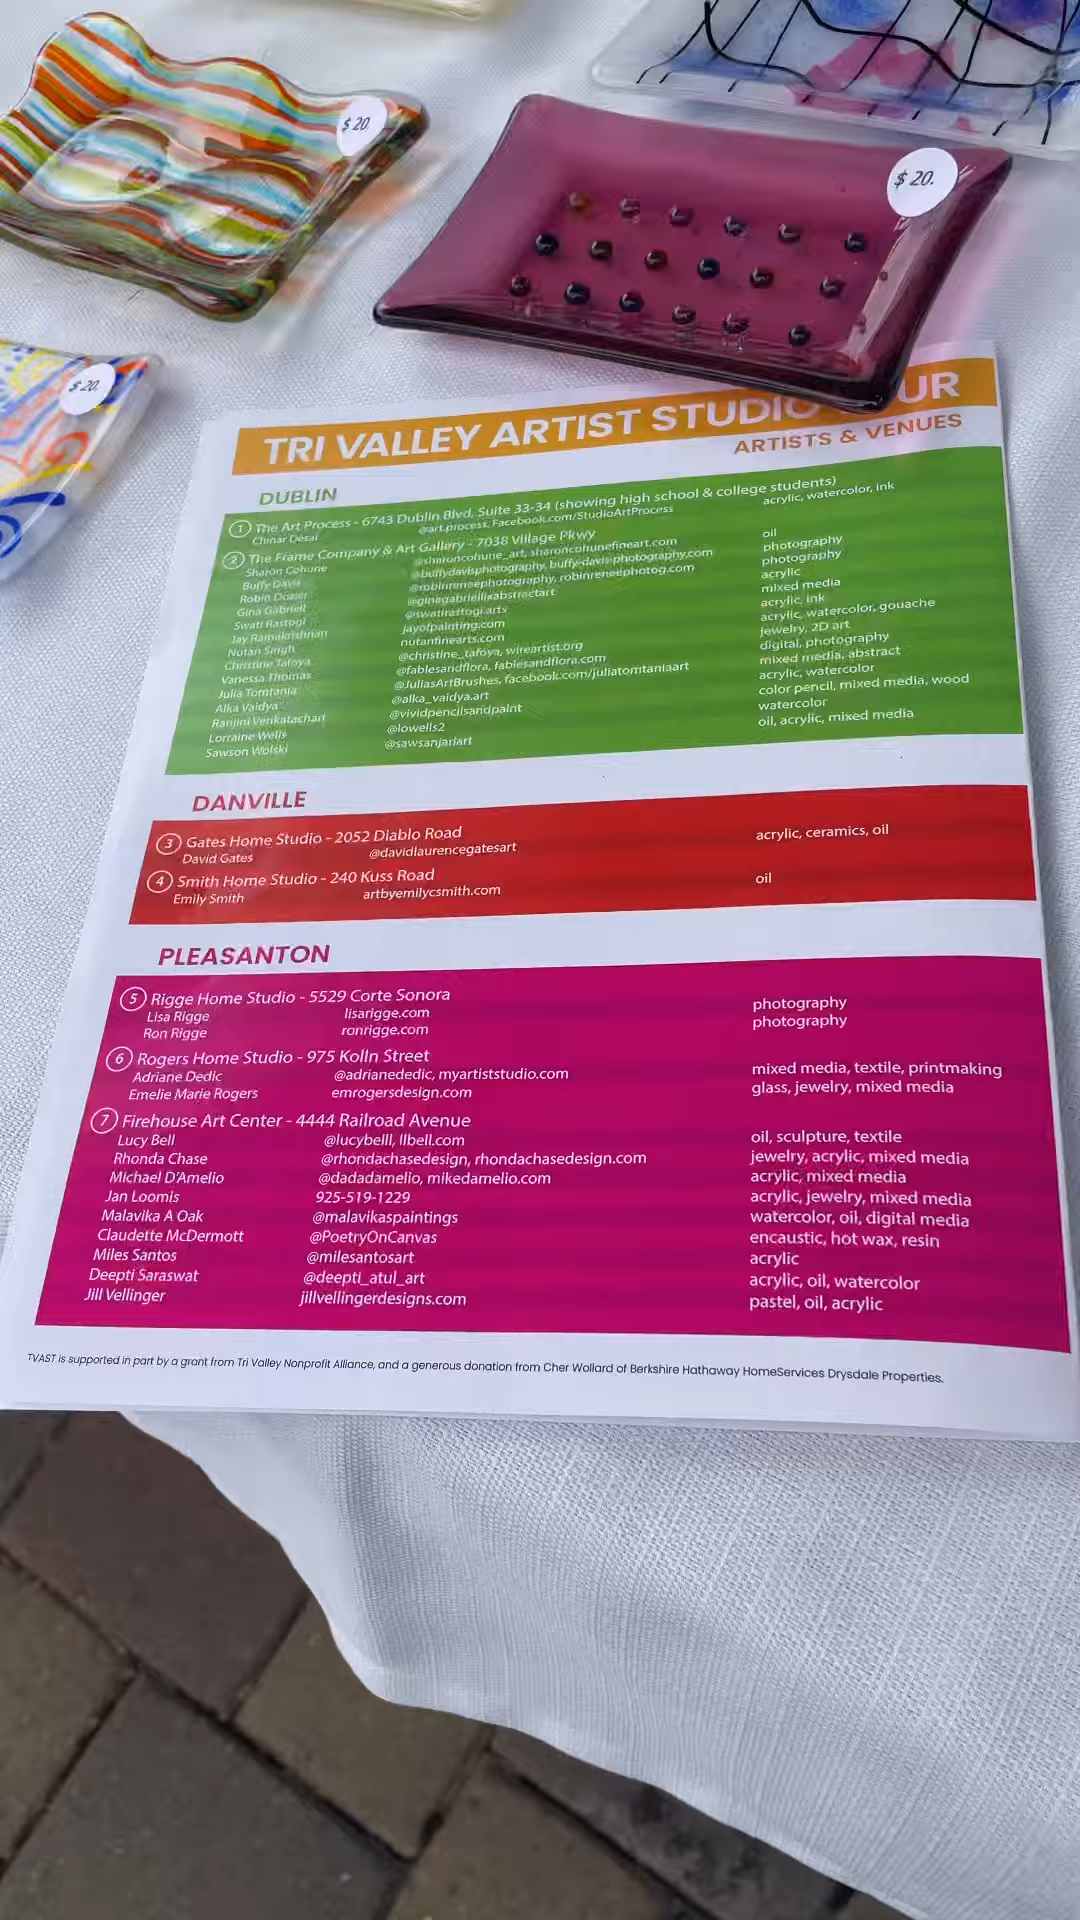 $ 20.
$ 20.
$ 20.
TRI VALLEY ARTIST STUDIO UR
ARTISTS & VENUES
DUBLIN
1 The Art Process - 6743 Dublin Blvd, Suite 33-34 (showing high school & college students)
Chinar Desai @art.process, Facebook.com/StudioArtProcess acrylic, watercolor, ink
2 The Frame Company & Art Gallery - 7038 Village Pkwy
Sharon Cohune @sharoncohune_art, sharoncohunefineart.com oil
Buffy Davis @buffydavisphotography, buffy-davis-photography.com photography
Robin Dozier @robinreneephotography, robinreneephotog.com photography
Gina Gabriell @ginagabriellixabstractart acrylic
Swati Rastogi @swatirastogi.arts mixed media
Jay Ramakrishnan jayofpainting.com acrylic, ink
Nutan Singh nutanfinearts.com acrylic, watercolor, gouache
Christine Tafoya @christine_tafoya, wireartist.org jewelry, 2D art
Vanessa Thomas @fablesandflora, fablesandflora.com digital, photography
Julia Tomtania @JuliasArtBrushes, facebook.com/juliatomtaniaart mixed media, abstract
Alka Vaidya @alka_vaidya.art acrylic, watercolor
Ranjini Venkatachari @vividpencilsandpaint color pencil, mixed media, wood
Lorraine Wells @lowells2 watercolor
Sawson Wolski @sawsanjariart oil, acrylic, mixed media
DANVILLE
3 Gates Home Studio - 2052 Diablo Road
David Gates @davidlaurencegatesart acrylic, ceramics, oil
4 Smith Home Studio - 240 Kuss Road
Emily Smith artbyemilycsmith.com oil
PLEASANTON
5 Rigge Home Studio - 5529 Corte Sonora
Lisa Rigge lisarigge.com photography
Ron Rigge ronrigge.com photography
6 Rogers Home Studio - 975 Kolln Street
Adriane Dedic @adrianededic, myartiststudio.com mixed media, textile, printmaking
Emelie Marie Rogers emrogersdesign.com glass, jewelry, mixed media
7 Firehouse Art Center - 4444 Railroad Avenue
Lucy Bell @lucybelll, llbell.com oil, sculpture, textile
Rhonda Chase @rhondachasedesign, rhondachasedesign.com jewelry, acrylic, mixed media
Michael D'Amelio @dadadamelio, mikedamelio.com acrylic, mixed media
Jan Loomis 925-519-1229 acrylic, jewelry, mixed media
Malavika A Oak @malavikaspaintings watercolor, oil, digital media
Claudette McDermott @PoetryOnCanvas encaustic, hot wax, resin
Miles Santos @milesantosart acrylic
Deepti Saraswat @deepti_atul_art acrylic, oil, watercolor
Jill Vellinger jillvellingerdesigns.com pastel, oil, acrylic
TVAST is supported in part by a grant from Tri Valley Nonprofit Alliance, and a generous donation from Cher Wollard of Berkshire Hathaway HomeServices Drysdale Properties.